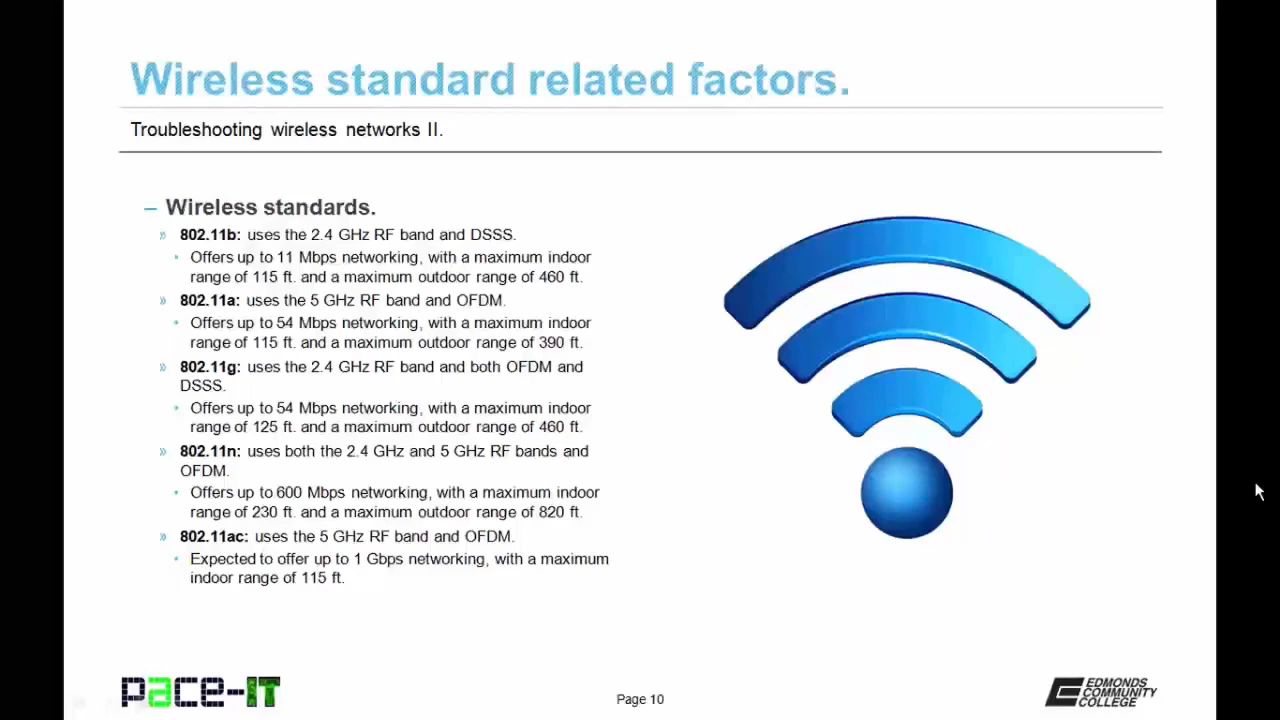 Wireless standard related factors.
Troubleshooting wireless networks II.
– Wireless standards.
» 802.11b: uses the 2.4 GHz RF band and DSSS.
• Offers up to 11 Mbps networking, with a maximum indoor
range of 115 ft. and a maximum outdoor range of 460 ft.
» 802.11a: uses the 5 GHz RF band and OFDM.
• Offers up to 54 Mbps networking, with a maximum indoor
range of 115 ft. and a maximum outdoor range of 390 ft.
» 802.11g: uses the 2.4 GHz RF band and both OFDM and
DSSS.
• Offers up to 54 Mbps networking, with a maximum indoor
range of 125 ft. and a maximum outdoor range of 460 ft.
» 802.11n: uses both the 2.4 GHz and 5 GHz RF bands and
OFDM.
• Offers up to 600 Mbps networking, with a maximum indoor
range of 230 ft. and a maximum outdoor range of 820 ft.
» 802.11ac: uses the 5 GHz RF band and OFDM.
• Expected to offer up to 1 Gbps networking, with a maximum
indoor range of 115 ft.
pace-IT
Page 10
EDMONDS
COMMUNITY
COLLEGE